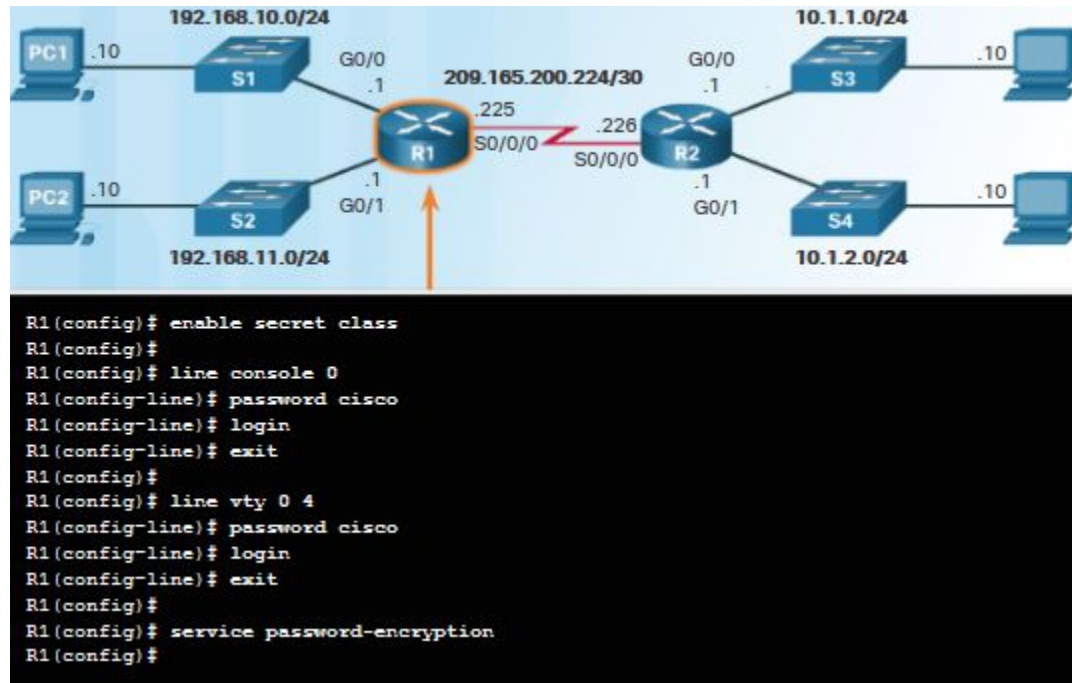 192.168.10.0/24
10.1.1.0/24
PC1
.10
S1
G0/0
.1
209.165.200.224/30
G0/0
.1
S3
.10
.225
.226
R1
S0/0/0
S0/0/0
R2
PC2
.10
S2
.1
G0/1
.1
G0/1
S4
.10
192.168.11.0/24
10.1.2.0/24
R1(config)# enable secret class
R1(config)#
R1(config)# line console 0
R1(config-line)# password cisco
R1(config-line)# login
R1(config-line)# exit
R1(config)#
R1(config)# line vty 0 4
R1(config-line)# password cisco
R1(config-line)# login
R1(config-line)# exit
R1(config)#
R1(config)# service password-encryption
R1(config)#